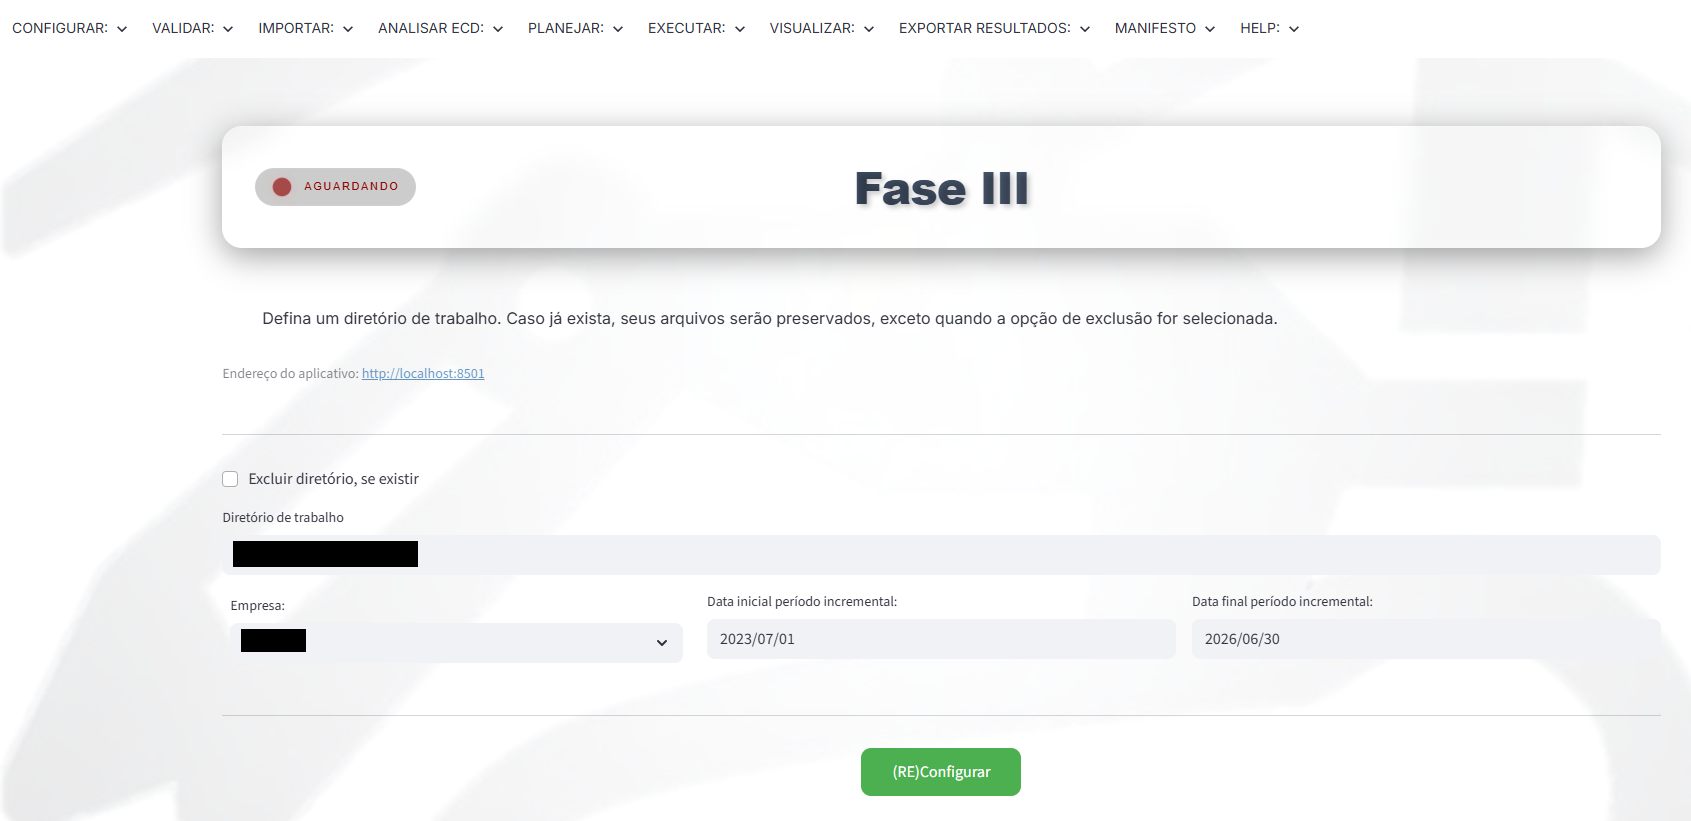 CONFIGURAR: VALIDAR: IMPORTAR: ANALISAR ECD: PLANEJAR: EXECUTAR: VISUALIZAR: EXPORTAR RESULTADOS: MANIFESTO HELP:
AGUARDANDO
Fase III
Defina um diretório de trabalho. Caso já exista, seus arquivos serão preservados, exceto quando a opção de exclusão for selecionada.
Endereço do aplicativo: http://localhost:8501
Excluir diretório, se existir
Diretório de trabalho
Empresa: Data inicial período incremental: Data final período incremental:
2023/07/01 2026/06/30
(RE)Configurar